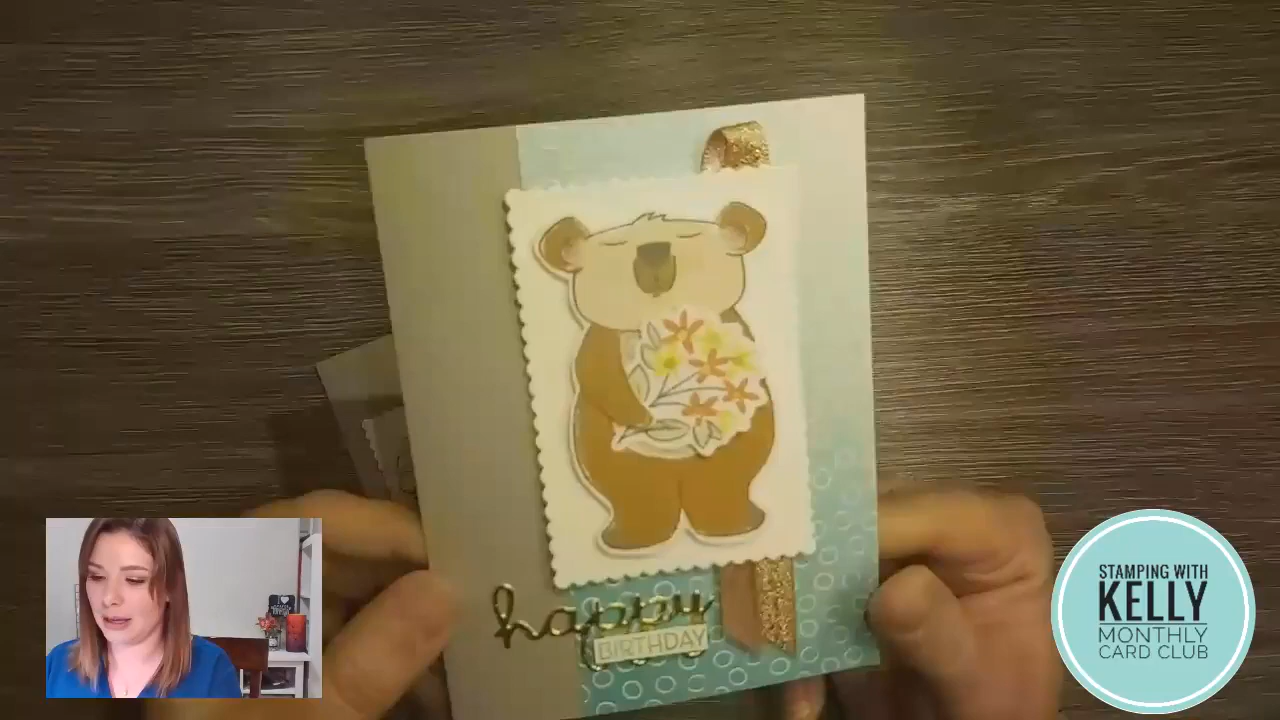 happy
BIRTHDAY
STAMPING WITH
KELLY
MONTHLY
CARD CLUB